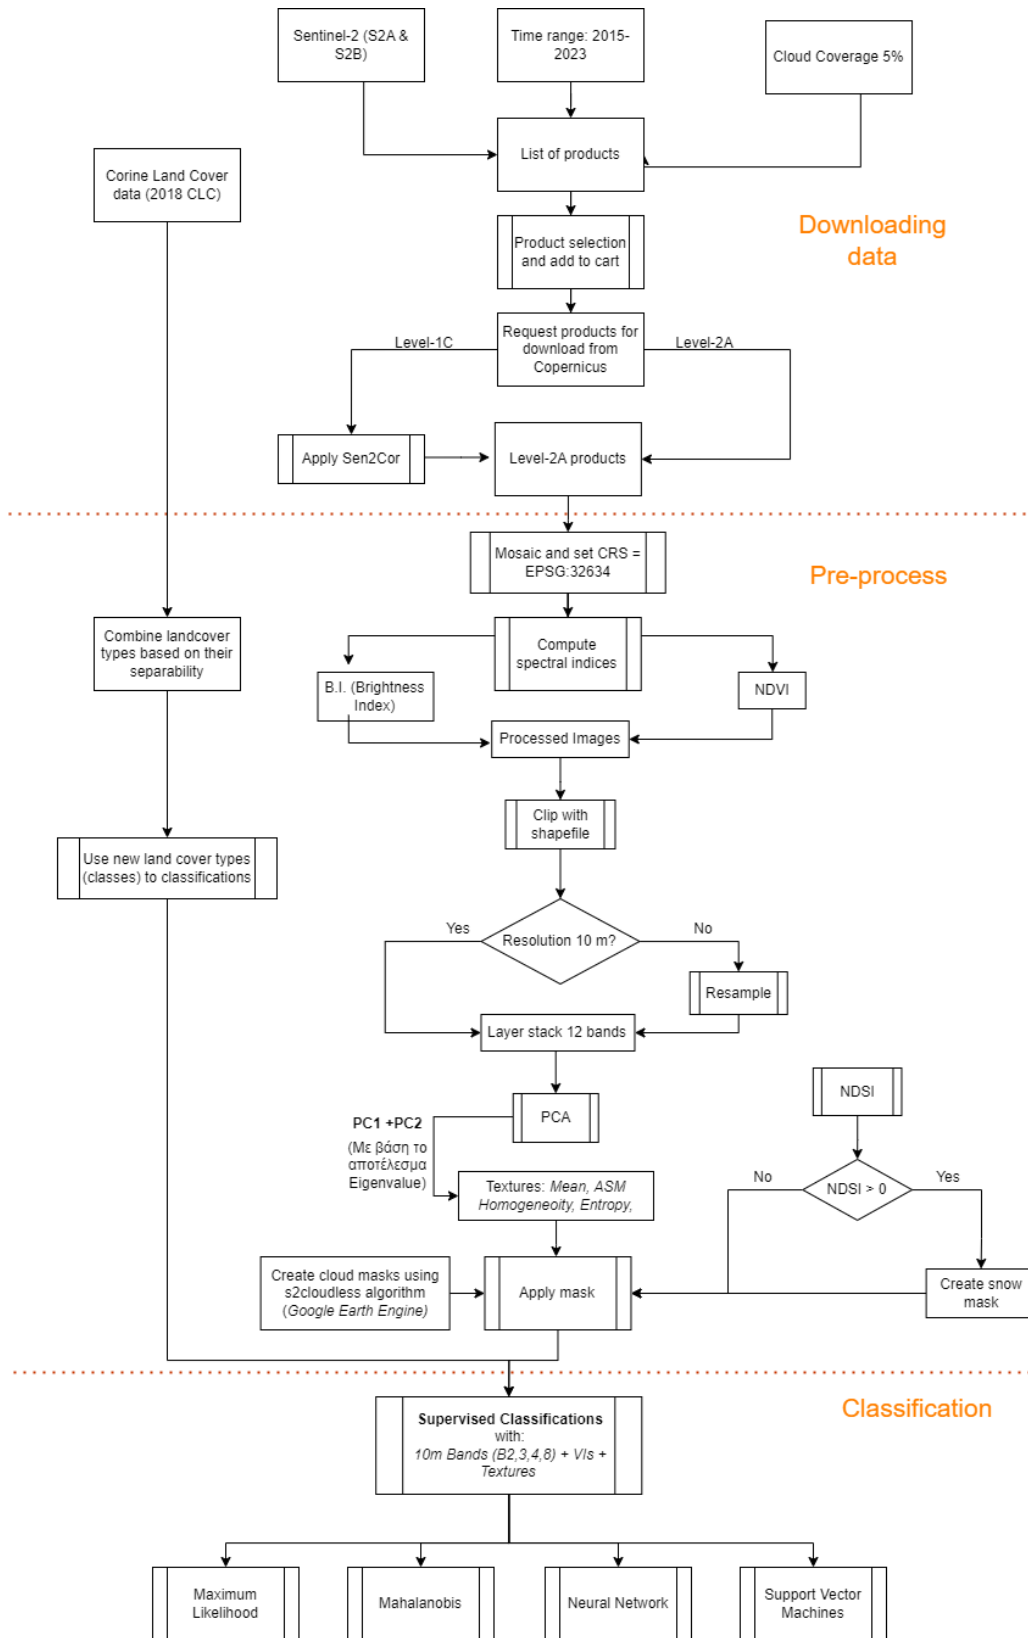 Sentinel-2 (S2A &
S2B)
Time range: 2015-
2023
Cloud Coverage 5%
List of products
Corine Land Cover
data (2018 CLC)
Product selection
and add to cart
Downloading
data
Request products for
download from
Copernicus
Level-1C
Level-2A
Apply Sen2Cor
Level-2A products
Mosaic and set CRS =
EPSG:32634
Pre-process
Combine landcover
types based on their
separability
Compute
spectral indices
B.I. (Brightness
Index)
NDVI
Processed Images
Clip with
shapefile
Use new land cover types
(classes) to classifications
Yes
Resolution 10 m?
No
Resample
Layer stack 12 bands
NDSI
PCA
PC1 +PC2
(Με βάση το
αποτέλεσμα
Eigenvalue)
Textures: Mean, ASM
Homogeneoity, Entropy,
No
NDSI > 0
Yes
Create cloud masks using
s2cloudless algorithm
(Google Earth Engine)
Apply mask
Create snow
mask
Classification
Supervised Classifications
with:
10m Bands (B2,3,4,8) + VIs +
Textures
Maximum
Likelihood
Mahalanobis
Neural Network
Support Vector
Machines